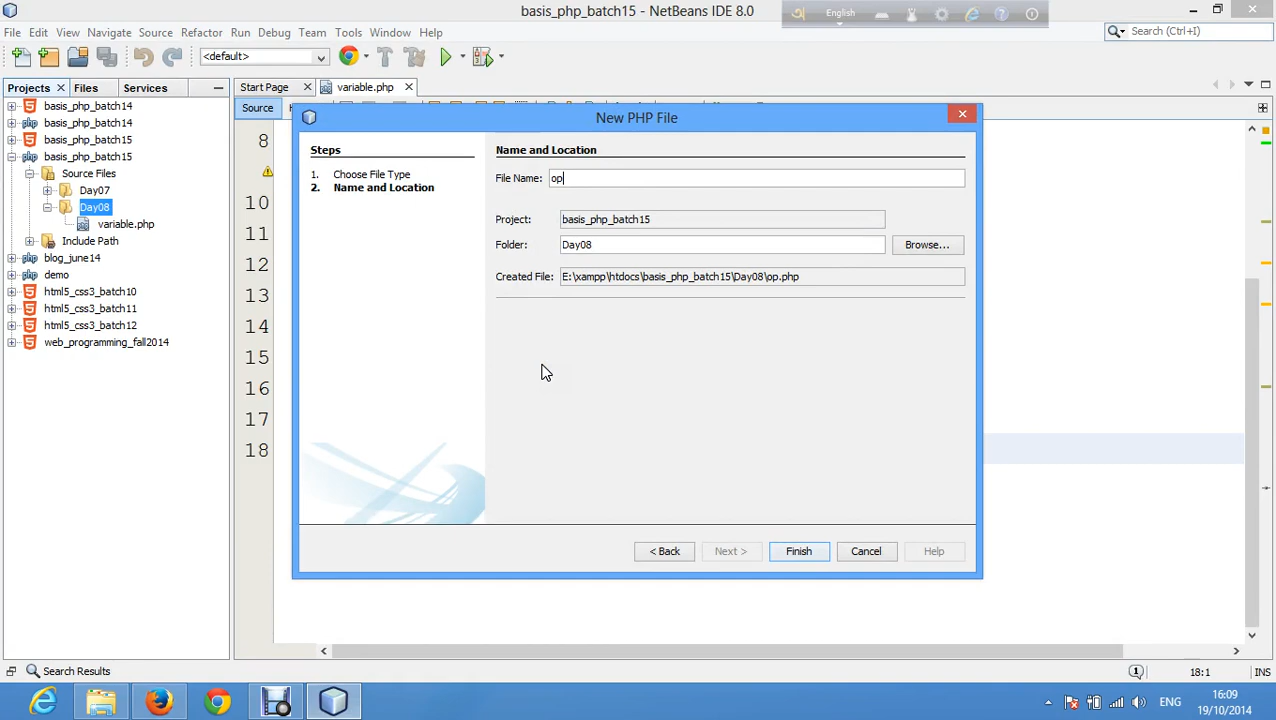 basis_php_batch15 - NetBeans IDE 8.0
English
File Edit View Navigate Source Refactor Run Debug Team Tools Window Help
Search (Ctrl+I)
<default>
Projects Files Services
Start Page variable.php
Source
basis_php_batch14
basis_php_batch14
basis_php_batch15
basis_php_batch15
Source Files
Day07
Day08
variable.php
Include Path
blog_june14
demo
html5_css3_batch10
html5_css3_batch11
html5_css3_batch12
web_programming_fall2014
8
10
11
12
13
14
15
16
17
18
New PHP File
Steps
1. Choose File Type
2. Name and Location
Name and Location
File Name: op
Project: basis_php_batch15
Folder: Day08
Browse...
Created File: E:\xampp\htdocs\basis_php_batch15\Day08\op.php
< Back Next > Finish Cancel Help
Search Results
1 18:1 INS
ENG
16:09
19/10/2014